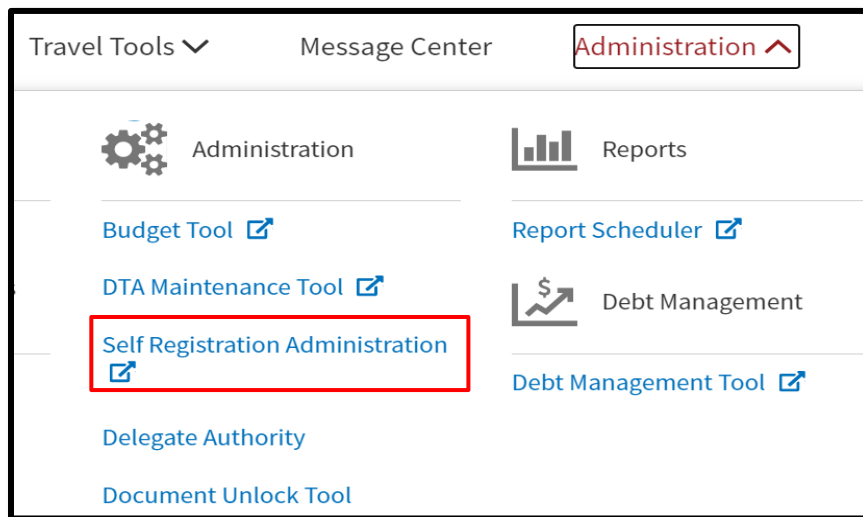 Travel Tools
Message Center
Administration
Administration
Budget Tool
DTA Maintenance Tool
Self Registration Administration
Delegate Authority
Document Unlock Tool
Reports
Report Scheduler
$
Debt Management
Debt Management Tool